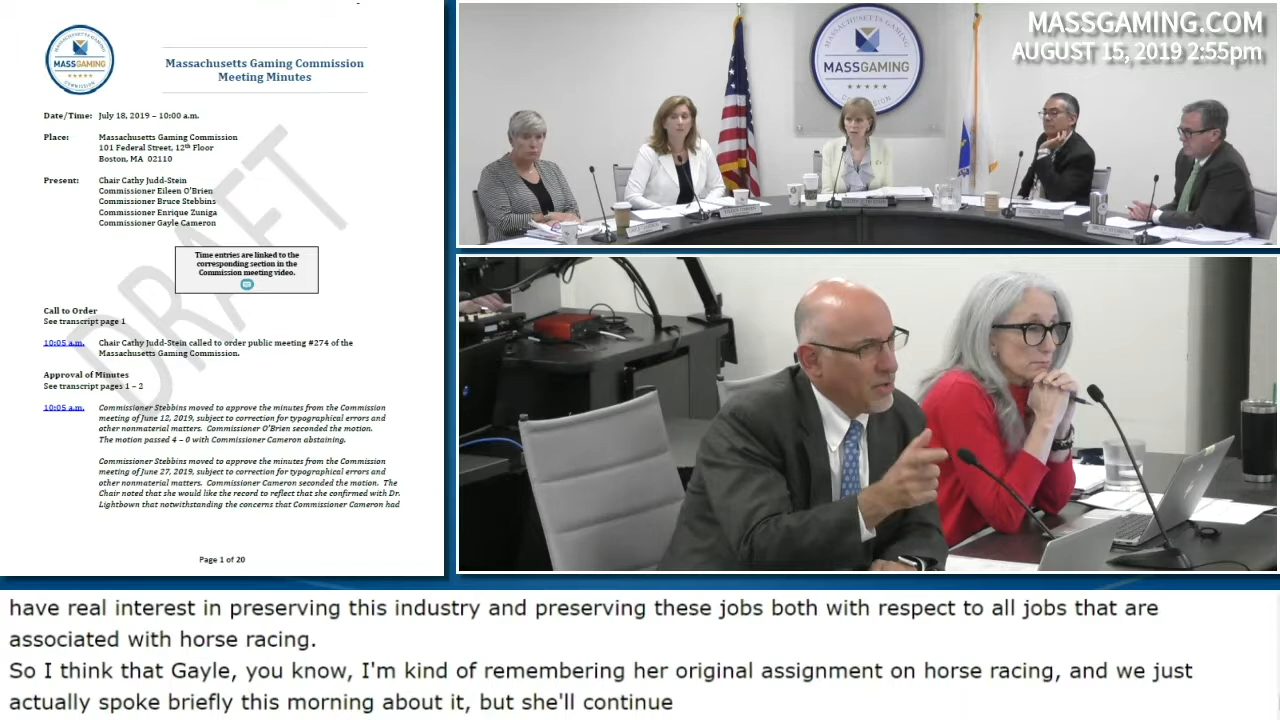 MASSACHUSETTS GAMING
MASSGAMING
COMMISSION
Massachusetts Gaming Commission
Meeting Minutes
Date/Time: July 18, 2019 – 10:00 a.m.
Place: Massachusetts Gaming Commission
101 Federal Street, 12th Floor
Boston, MA 02110
Present: Chair Cathy Judd-Stein
Commissioner Eileen O'Brien
Commissioner Bruce Stebbins
Commissioner Enrique Zuniga
Commissioner Gayle Cameron
Time entries are linked to the
corresponding section in the
Commission meeting video.
DRAFT
Call to Order
See transcript page 1
10:05 a.m. Chair Cathy Judd-Stein called to order public meeting #274 of the
Massachusetts Gaming Commission.
Approval of Minutes
See transcript pages 1 – 2
10:05 a.m. Commissioner Stebbins moved to approve the minutes from the Commission
meeting of June 12, 2019, subject to correction for typographical errors and
other nonmaterial matters. Commissioner O'Brien seconded the motion.
The motion passed 4 – 0 with Commissioner Cameron abstaining.
Commissioner Stebbins moved to approve the minutes from the Commission
meeting of June 27, 2019, subject to correction for typographical errors and
other nonmaterial matters. Commissioner Cameron seconded the motion. The
Chair noted that she would like the record to reflect that she confirmed with Dr.
Lightbown that notwithstanding the concerns that Commissioner Cameron had
Page 1 of 20
MASSACHUSETTS GAMING
MASSGAMING
COMMISSION
MASSGAMING.COM
AUGUST 15, 2019 2:55pm
have real interest in preserving this industry and preserving these jobs both with respect to all jobs that are
associated with horse racing.
So I think that Gayle, you know, I'm kind of remembering her original assignment on horse racing, and we just
actually spoke briefly this morning about it, but she'll continue